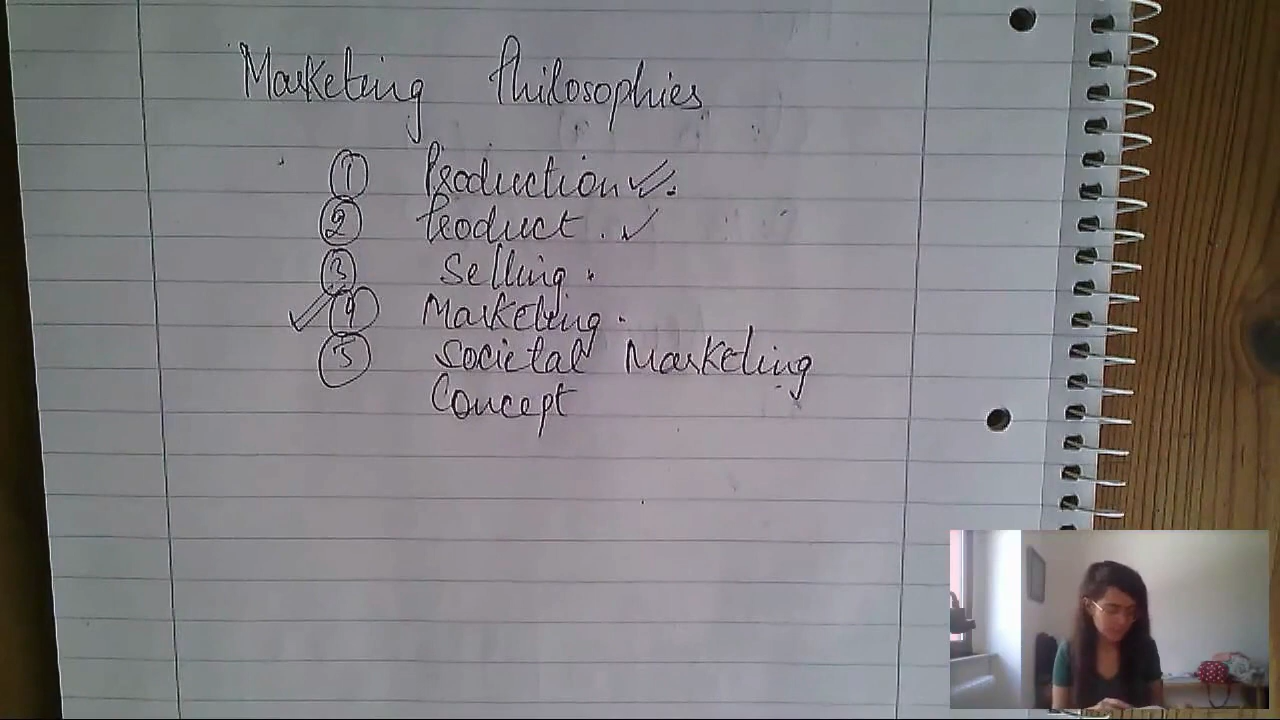 Marketing Philosophies
1 Production
2 Product.
3 Selling.
4 Marketing.
5 Societal Marketing
Concept